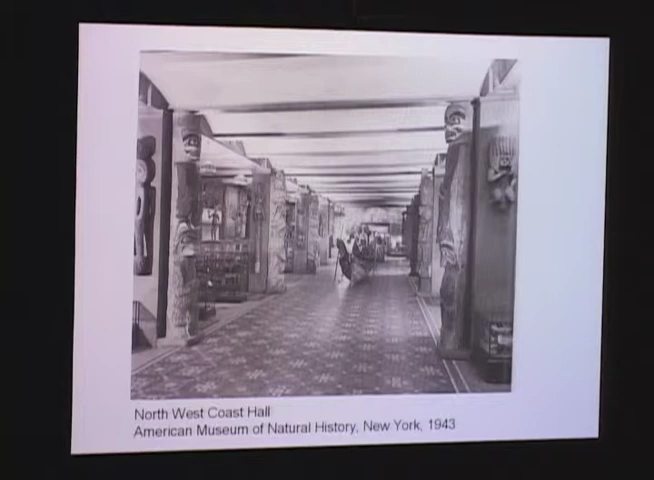 North West Coast Hall
American Museum of Natural History, New York, 1943